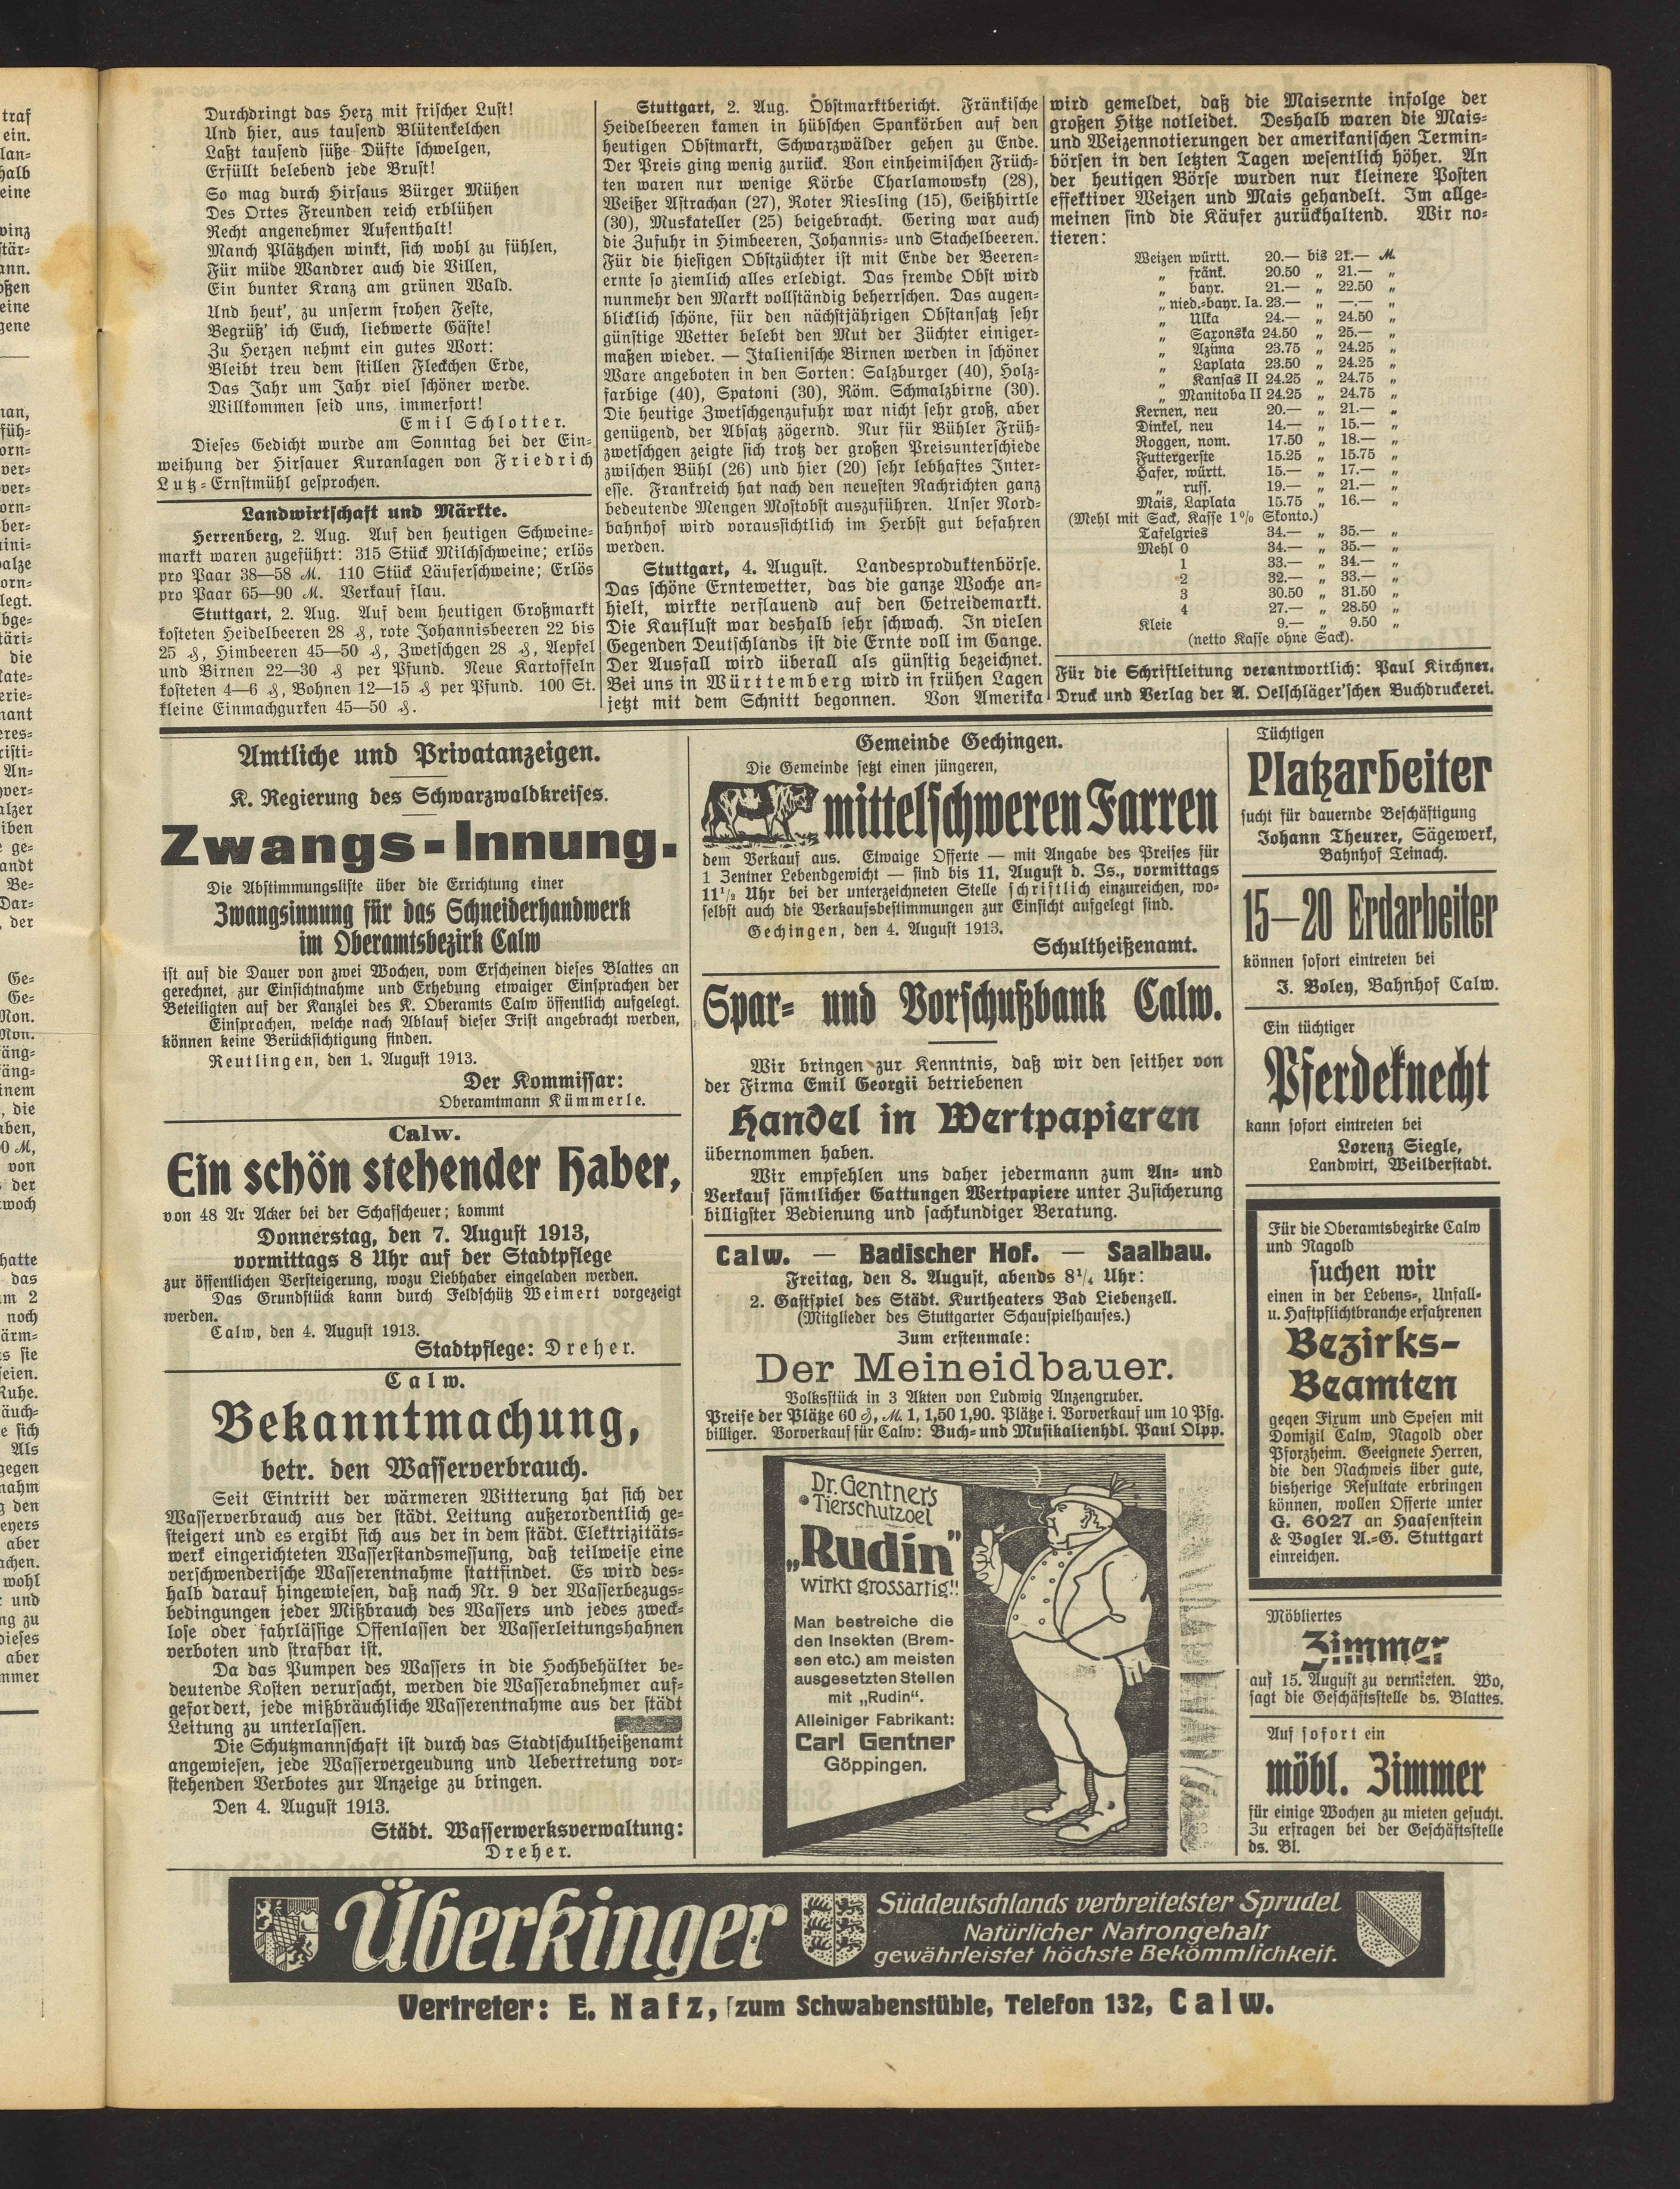 Durchdringt das Herz mit frischer Lust!
Und hier, aus tausend Blütenkelchen
Laßt tausend süße Düfte schwelgen,
Erfüllt belebend jede Brust!
So mag durch Hirsaus Bürger Mühen
Des Ortes Freunden reich erblühen
Recht angenehmer Aufenthalt!
Manch Plätzchen winkt, sich wohl zu fühlen,
Für müde Wandrer auch die Villen,
Ein bunter Kranz am grünen Wald.
Und heut', zu unserm frohen Feste,
Begrüß' ich Euch, liebwerte Gäste!
Zu Herzen nehmt ein gutes Wort:
Bleibt treu dem stillen Fleckchen Erde,
Das Jahr um Jahr viel schöner werde.
Willkommen seid uns, immerfort!
Emil Schlotter.
Dieses Gedicht wurde am Sonntag bei der Ein-
weihung der Hirsauer Kuranlagen von Friedrich
Lutz-Ernstmühl gesprochen.
Landwirtschaft und Märkte.
Herrenberg, 2. Aug. Auf den heutigen Schweine-
markt waren zugeführt: 315 Stück Milchschweine; erlös
pro Paar 38—58 M. 110 Stück Läuferschweine; Erlös
pro Paar 65—90 M. Verkauf flau.
Stuttgart, 2. Aug. Auf dem heutigen Großmarkt
kosteten Heidelbeeren 28 ₰, rote Johannisbeeren 22 bis
25 ₰, Himbeeren 45—50 ₰, Zwetschgen 28 ₰, Aepfel
und Birnen 22—30 ₰ per Pfund. Neue Kartoffeln
kosteten 4—6 ₰, Bohnen 12—15 ₰ per Pfund. 100 St.
kleine Einmachgurken 45—50 ₰.
Stuttgart, 2. Aug. Obstmarktbericht. Fränkische
Heidelbeeren kamen in hübschen Spankörben auf den
heutigen Obstmarkt, Schwarzwälder gehen zu Ende.
Der Preis ging wenig zurück. Von einheimischen Früch-
ten waren nur wenige Körbe Charlamowsky (28),
Weißer Astrachan (27), Roter Riesling (15), Geißhirtle
(30), Muskateller (25) beigebracht. Gering war auch
die Zufuhr in Himbeeren, Johannis- und Stachelbeeren.
Für die hiesigen Obstzüchter ist mit Ende der Beeren-
ernte so ziemlich alles erledigt. Das fremde Obst wird
nunmehr den Markt vollständig beherrschen. Das augen-
blicklich schöne, für den nächstjährigen Obstansatz sehr
günstige Wetter belebt den Mut der Züchter einiger-
maßen wieder. — Italienische Birnen werden in schöner
Ware angeboten in den Sorten: Salzburger (40), Holz-
farbige (40), Spatoni (30), Röm. Schmalzbirne (30).
Die heutige Zwetschgenzufuhr war nicht sehr groß, aber
genügend, der Absatz zögernd. Nur für Bühler Früh-
zwetschgen zeigte sich trotz der großen Preisunterschiede
zwischen Bühl (26) und hier (20) sehr lebhaftes Inter-
esse. Frankreich hat nach den neuesten Nachrichten ganz
bedeutende Mengen Mostobst auszuführen. Unser Nord-
bahnhof wird voraussichtlich im Herbst gut befahren
werden.
Stuttgart, 4. August. Landesproduktenbörse.
Das schöne Erntewetter, das die ganze Woche an-
hielt, wirkte verflauend auf den Getreidemarkt.
Die Kauflust war deshalb sehr schwach. In vielen
Gegenden Deutschlands ist die Ernte voll im Gange.
Der Ausfall wird überall als günstig bezeichnet.
Bei uns in Württemberg wird in frühen Lagen
jetzt mit dem Schnitt begonnen. Von Amerika
wird gemeldet, daß die Maisernte infolge der
großen Hitze notleidet. Deshalb waren die Mais-
und Weizennotierungen der amerikanischen Termin-
börsen in den letzten Tagen wesentlich höher. An
der heutigen Börse wurden nur kleinere Posten
effektiver Weizen und Mais gehandelt. Im allge-
meinen sind die Käufer zurückhaltend. Wir no-
tieren:
Weizen württ. 20.— bis 21.— M.
„ fränk. 20.50 „ 21.— „
„ bayr. 21.— „ 22.50 „
„ nied.-bayr. Ia. 23.— „ —.— „
„ Ulka 24.— „ 24.50 „
„ Saxonska 24.50 „ 25.— „
„ Azima 23.75 „ 24.25 „
„ Laplata 23.50 „ 24.25 „
„ Kansas II 24.25 „ 24.75 „
„ Manitoba II 24.25 „ 24.75 „
Kernen, neu 20.— „ 21.— „
Dinkel, neu 14.— „ 15.— „
Roggen, nom. 17.50 „ 18.— „
Futtergerste 15.25 „ 15.75 „
Hafer, württ. 15.— „ 17.— „
„ russ. 19.— „ 21.— „
Mais, Laplata 15.75 „ 16.— „
(Mehl mit Sack, Kasse 1% Skonto.)
Tafelgries 34.— „ 35.— „
Mehl 0 34.— „ 35.— „
1 33.— „ 34.— „
2 32.— „ 33.— „
3 30.50 „ 31.50 „
4 27.— „ 28.50 „
Kleie 9.— „ 9.50 „
(netto Kasse ohne Sack).
Für die Schriftleitung verantwortlich: Paul Kirchner.
Druck und Verlag der A. Oelschläger'schen Buchdruckerei.
Amtliche und Privatanzeigen.
K. Regierung des Schwarzwaldkreises.
Zwangs-Innung.
Die Abstimmungsliste über die Errichtung einer
Zwangsinnung für das Schneiderhandwerk
im Oberamtsbezirk Calw
ist auf die Dauer von zwei Wochen, vom Erscheinen dieses Blattes an
gerechnet, zur Einsichtnahme und Erhebung etwaiger Einsprachen der
Beteiligten auf der Kanzlei des K. Oberamts Calw öffentlich aufgelegt.
Einsprachen, welche nach Ablauf dieser Frist angebracht werden,
können keine Berücksichtigung finden.
Reutlingen, den 1. August 1913.
Der Kommissar:
Oberamtmann Kümmerle.
Calw.
Ein schön stehender Haber,
von 48 Ar Acker bei der Schafscheuer; kommt
Donnerstag, den 7. August 1913,
vormittags 8 Uhr auf der Stadtpflege
zur öffentlichen Versteigerung, wozu Liebhaber eingeladen werden.
Das Grundstück kann durch Feldschütz Weimert vorgezeigt
werden.
Calw, den 4. August 1913.
Stadtpflege: Dreher.
Calw.
Bekanntmachung,
betr. den Wasserverbrauch.
Seit Eintritt der wärmeren Witterung hat sich der
Wasserverbrauch aus der städt. Leitung außerordentlich ge-
steigert und es ergibt sich aus der in dem städt. Elektrizitäts-
werk eingerichteten Wasserstandsmessung, daß teilweise eine
verschwenderische Wasserentnahme stattfindet. Es wird des-
halb darauf hingewiesen, daß nach Nr. 9 der Wasserbezugs-
bedingungen jeder Mißbrauch des Wassers und jedes zweck-
lose oder fahrlässige Offenlassen der Wasserleitungshahnen
verboten und strafbar ist.
Da das Pumpen des Wassers in die Hochbehälter be-
deutende Kosten verursacht, werden die Wasserabnehmer auf-
gefordert, jede mißbräuchliche Wasserentnahme aus der städt
Leitung zu unterlassen.
Die Schutzmannschaft ist durch das Stadtschultheißenamt
angewiesen, jede Wasservergeudung und Uebertretung vor-
stehenden Verbotes zur Anzeige zu bringen.
Den 4. August 1913.
Städt. Wasserwerksverwaltung:
Dreher.
Gemeinde Gechingen.
Die Gemeinde setzt einen jüngeren,
mittelschweren Farren
dem Verkauf aus. Etwaige Offerte — mit Angabe des Preises für
1 Zentner Lebendgewicht — sind bis 11. August d. Js., vormittags
11½ Uhr bei der unterzeichneten Stelle schriftlich einzureichen, wo-
selbst auch die Verkaufsbestimmungen zur Einsicht aufgelegt sind.
Gechingen, den 4. August 1913.
Schultheißenamt.
Spar- und Vorschußbank Calw.
Wir bringen zur Kenntnis, daß wir den seither von
der Firma Emil Georgii betriebenen
Handel in Wertpapieren
übernommen haben.
Wir empfehlen uns daher jedermann zum An- und
Verkauf sämtlicher Gattungen Wertpapiere unter Zusicherung
billigster Bedienung und sachkundiger Beratung.
Calw. — Badischer Hof. — Saalbau.
Freitag, den 8. August, abends 8¼ Uhr:
2. Gastspiel des Städt. Kurtheaters Bad Liebenzell.
(Mitglieder des Stuttgarter Schauspielhauses.)
Zum erstenmale:
Der Meineidbauer.
Volksstück in 3 Akten von Ludwig Anzengruber.
Preise der Plätze 60 ₰, M. 1, 1,50 1,90. Plätze i. Vorverkauf um 10 Pfg.
billiger. Vorverkauf für Calw: Buch- und Musikalienhdl. Paul Olpp.
Dr. Gentner's
Tierschutzoel
„Rudin"
wirkt grossartig!!
Man bestreiche die
den Insekten (Brem-
sen etc.) am meisten
ausgesetzten Stellen
mit „Rudin".
Alleiniger Fabrikant:
Carl Gentner
Göppingen.
Tüchtigen
Platzarbeiter
sucht für dauernde Beschäftigung
Johann Theurer, Sägewerk,
Bahnhof Teinach.
15—20 Erdarbeiter
können sofort eintreten bei
J. Boley, Bahnhof Calw.
Ein tüchtiger
Pferdeknecht
kann sofort eintreten bei
Lorenz Siegle,
Landwirt, Weilderstadt.
Für die Oberamtsbezirke Calw
und Nagold
suchen wir
einen in der Lebens-, Unfall-
u. Haftpflichtbranche erfahrenen
Bezirks-
Beamten
gegen Fixum und Spesen mit
Domizil Calw, Nagold oder
Pforzheim. Geeignete Herren,
die den Nachweis über gute,
bisherige Resultate erbringen
können, wollen Offerte unter
G. 6027 an Haasenstein
& Vogler A.-G. Stuttgart
einreichen.
Möbliertes
Zimmer
auf 15. August zu vermieten. Wo,
sagt die Geschäftsstelle ds. Blattes.
Auf sofort ein
möbl. Zimmer
für einige Wochen zu mieten gesucht.
Zu erfragen bei der Geschäftsstelle
ds. Bl.
Überkinger
Süddeutschlands verbreitetster Sprudel
Natürlicher Natrongehalt
gewährleistet höchste Bekömmlichkeit.
Vertreter: E. Nafz, zum Schwabenstüble, Telefon 132, Calw.